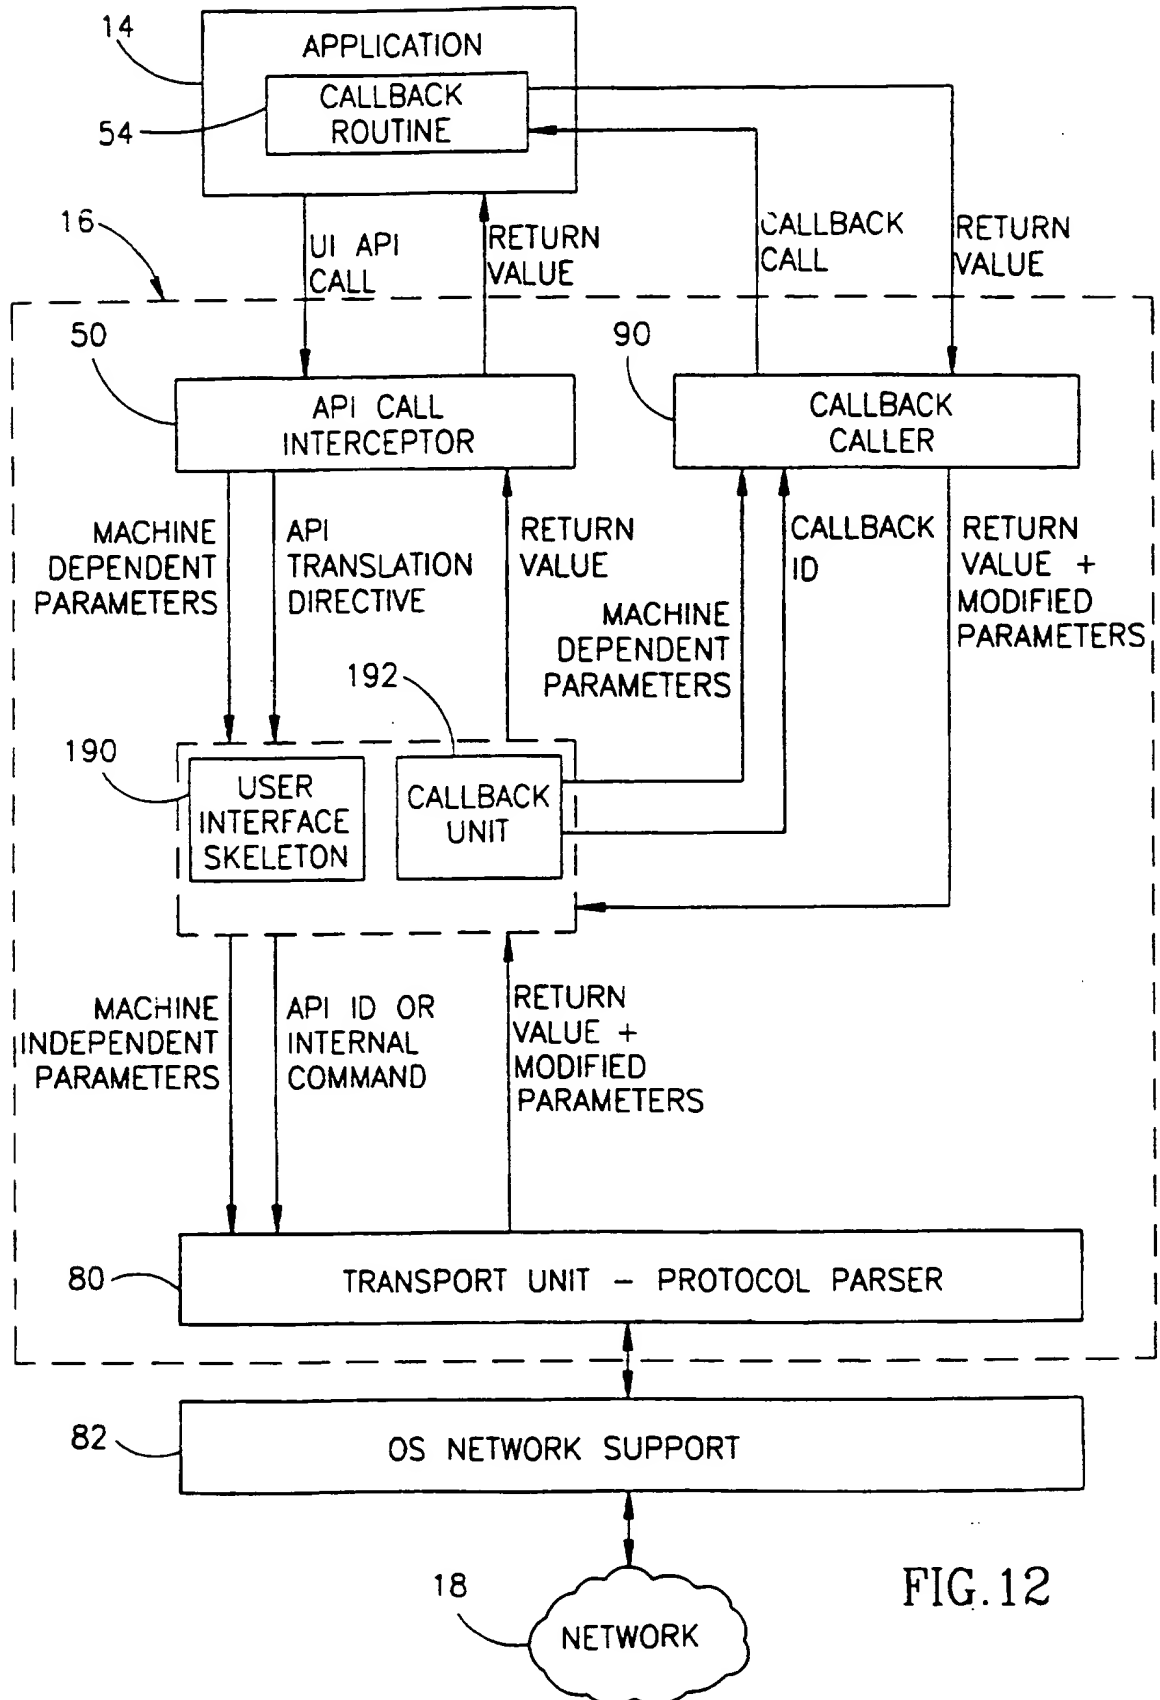 14
APPLICATION
CALLBACK
ROUTINE
54
16
UI API
CALL
RETURN
VALUE
CALLBACK
CALL
RETURN
VALUE
50
90
API CALL
INTERCEPTOR
CALLBACK
CALLER
MACHINE
DEPENDENT
PARAMETERS
API
TRANSLATION
DIRECTIVE
RETURN
VALUE
CALLBACK
ID
RETURN
VALUE +
MODIFIED
PARAMETERS
MACHINE
DEPENDENT
PARAMETERS
192
190
USER
INTERFACE
SKELETON
CALLBACK
UNIT
MACHINE
INDEPENDENT
PARAMETERS
API ID OR
INTERNAL
COMMAND
RETURN
VALUE +
MODIFIED
PARAMETERS
80
TRANSPORT UNIT – PROTOCOL PARSER
82
OS NETWORK SUPPORT
18
NETWORK
FIG.12